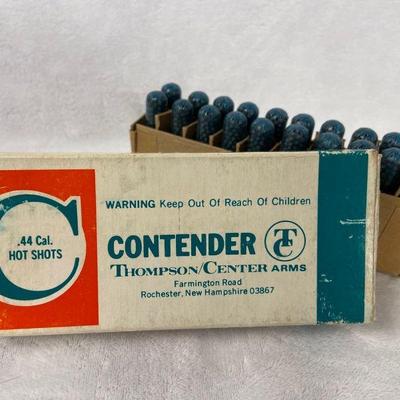 WARNING Keep Out Of Reach Of Children
C
.44 Cal.
HOT SHOTS
CONTENDER TC
THOMPSON/CENTER ARMS
Farmington Road
Rochester, New Hampshire 03867